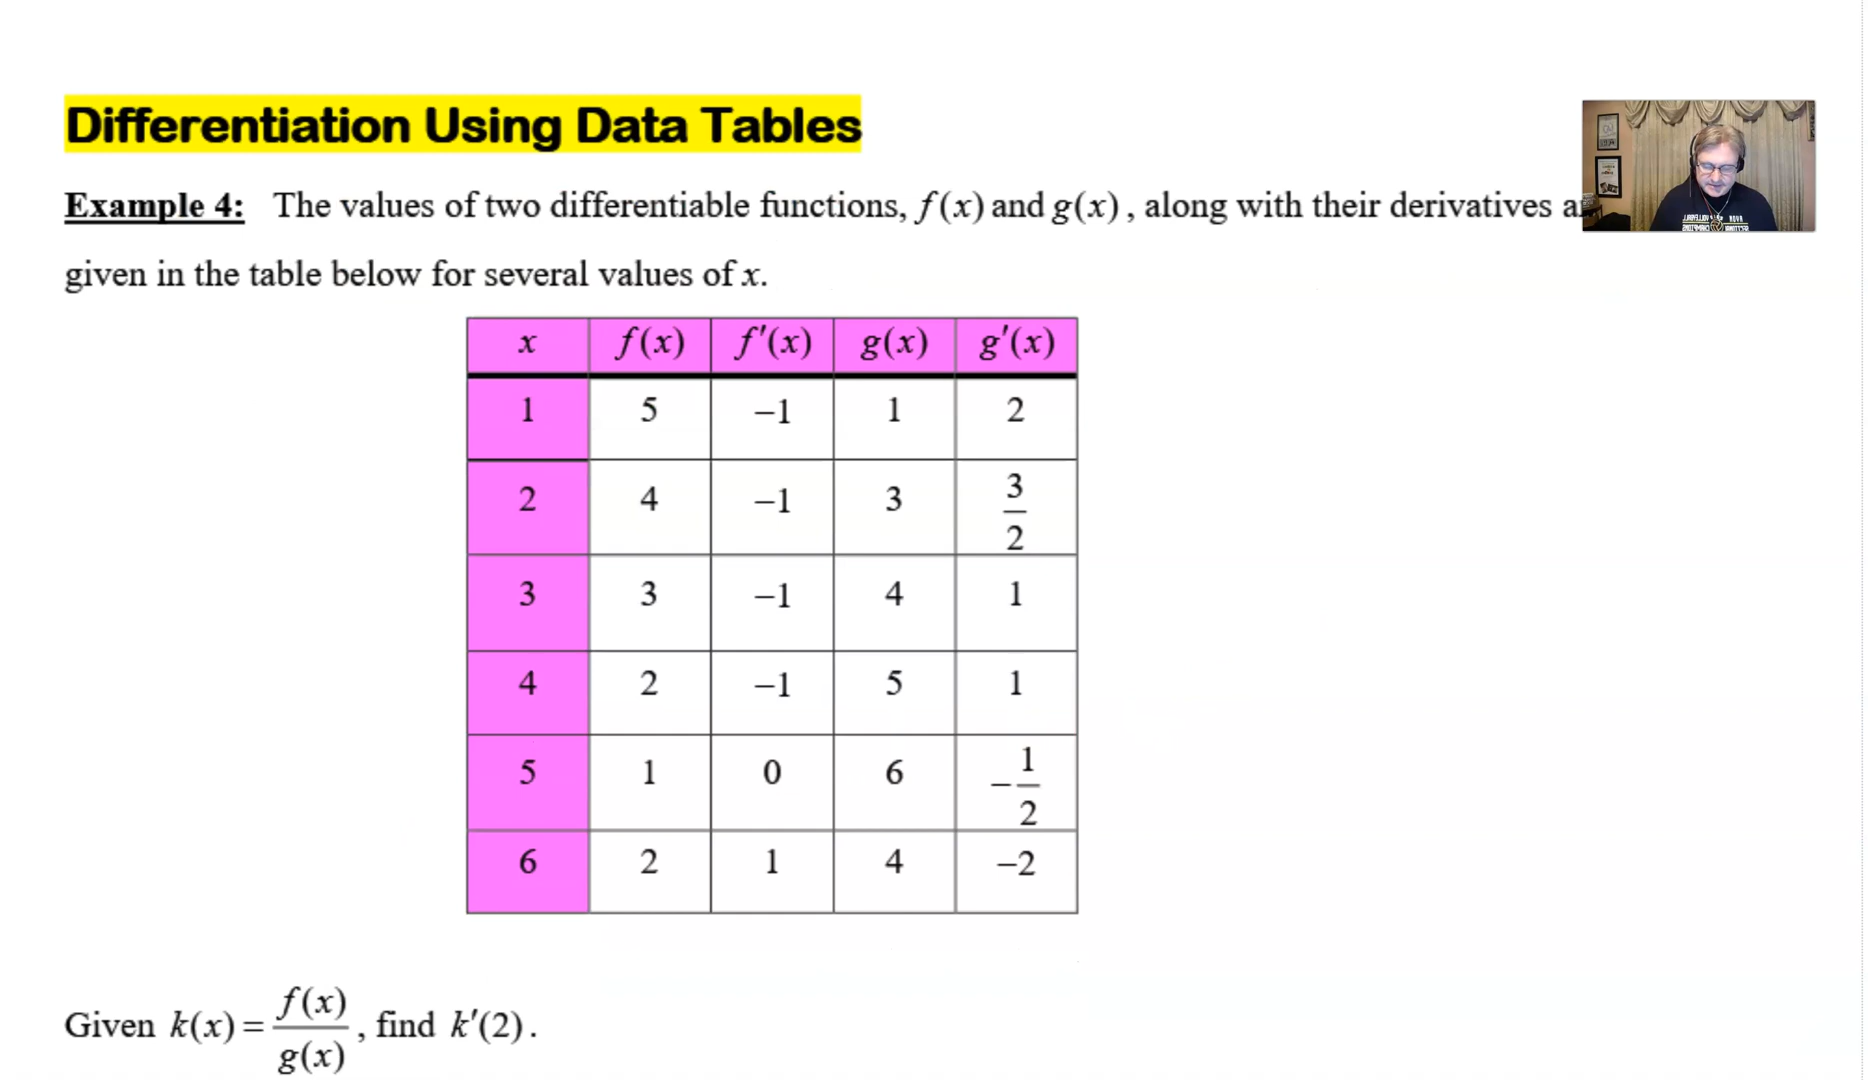 Differentiation Using Data Tables
Example 4: The values of two differentiable functions, f(x) and g(x), along with their derivatives
given in the table below for several values of x.
x f(x) f′(x) g(x) g′(x)
1 5 −1 1 2
2 4 −1 3 3/2
3 3 −1 4 1
4 2 −1 5 1
5 1 0 6 −1/2
6 2 1 4 −2
Given k(x) = f(x)/g(x), find k′(2).